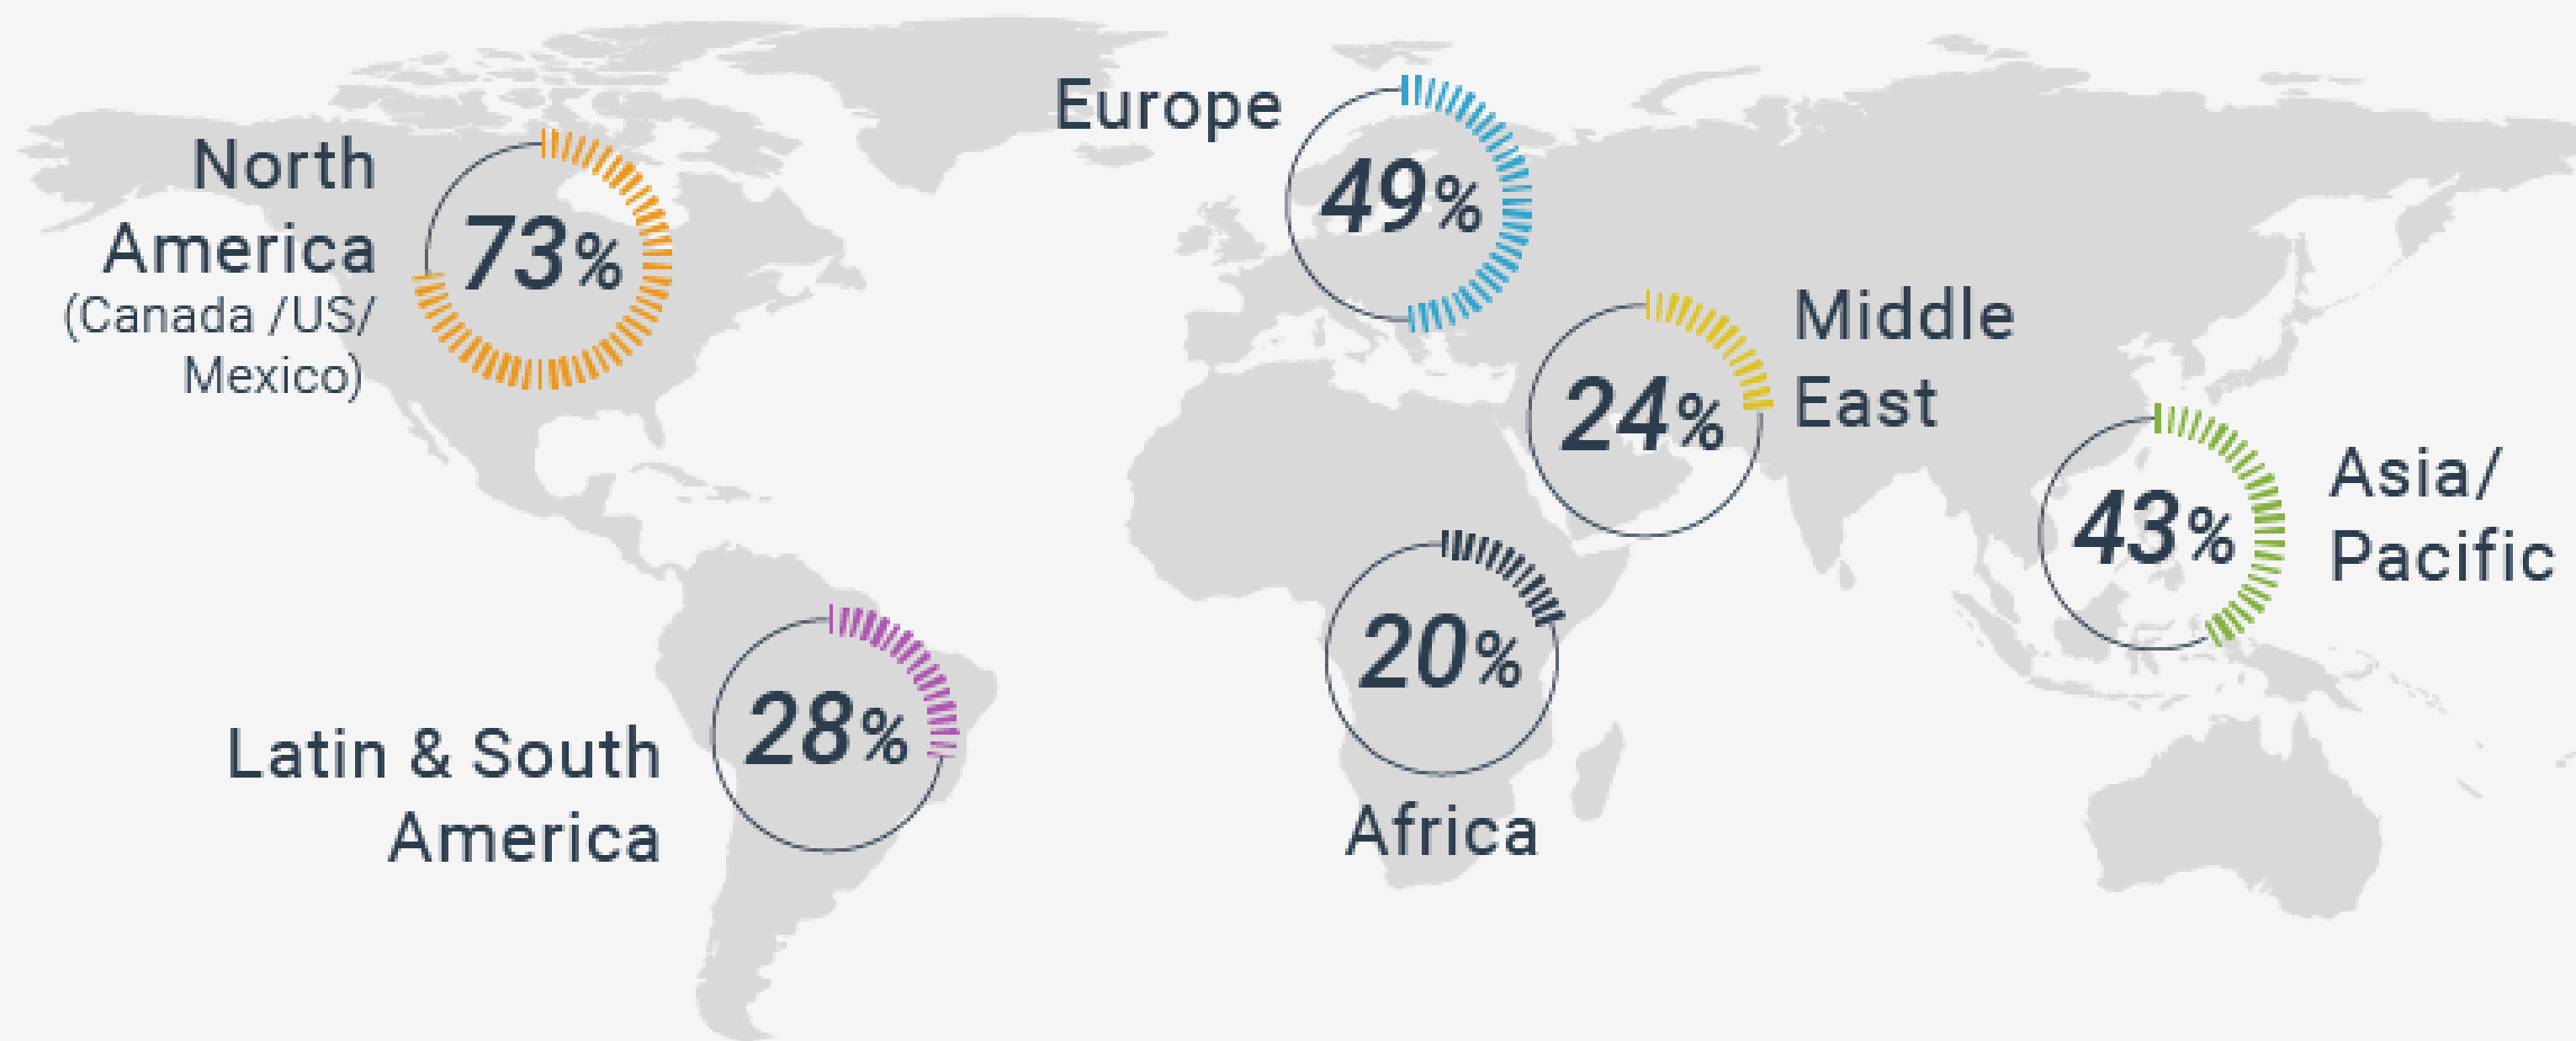 North
America
(Canada /US/
Mexico)
73%
Europe
49%
Middle
East
24%
Asia/
Pacific
43%
Latin & South
America
28%
20%
Africa